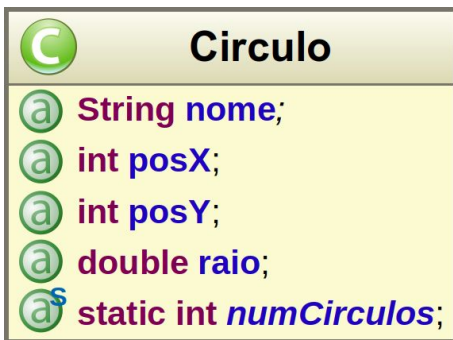 C Circulo
a String nome;
a int posX;
a int posY;
a double raio;
a S static int numCirculos;